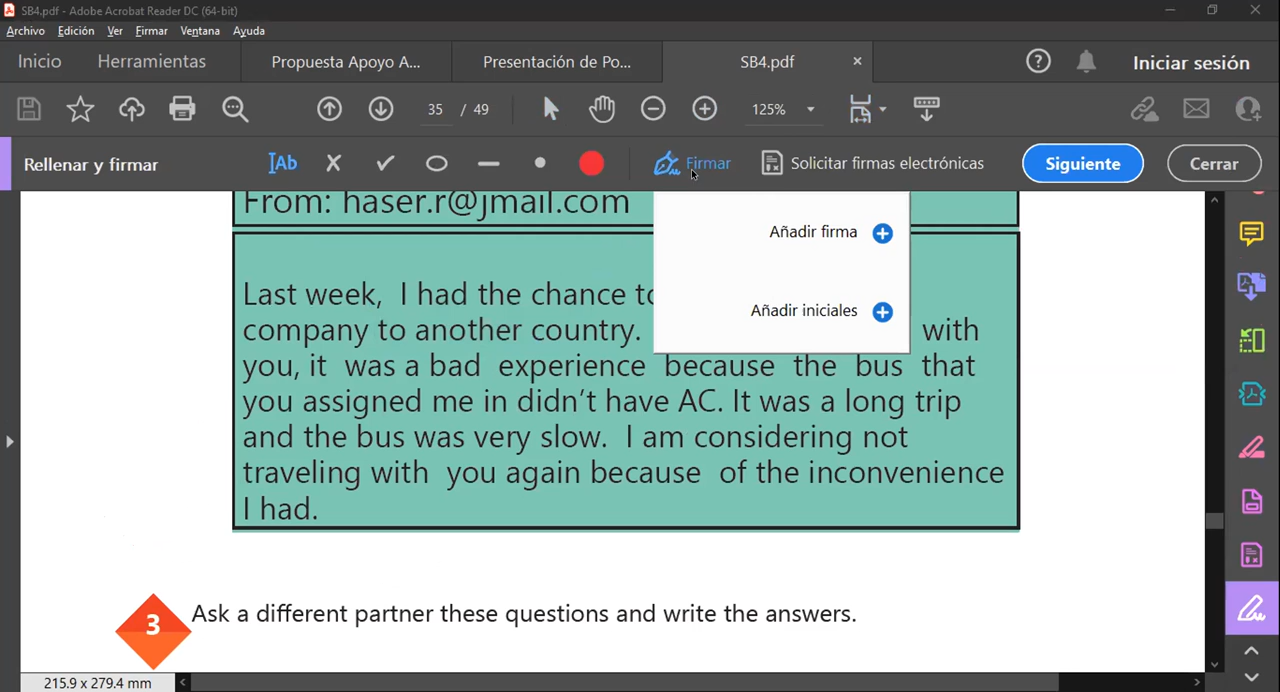 SB4.pdf - Adobe Acrobat Reader DC (64-bit)
Archivo Edición Ver Firmar Ventana Ayuda
Inicio Herramientas Propuesta Apoyo A... Presentación de Po... SB4.pdf Iniciar sesión
35 / 49 125%
Rellenar y firmar Ab Firmar Solicitar firmas electrónicas Siguiente Cerrar
From: haser.r@jmail.com
Añadir firma
Añadir iniciales
Last week, I had the chance to
company to another country. with
you, it was a bad experience because the bus that
you assigned me in didn't have AC. It was a long trip
and the bus was very slow. I am considering not
traveling with you again because of the inconvenience
I had.
3 Ask a different partner these questions and write the answers.
215.9 x 279.4 mm